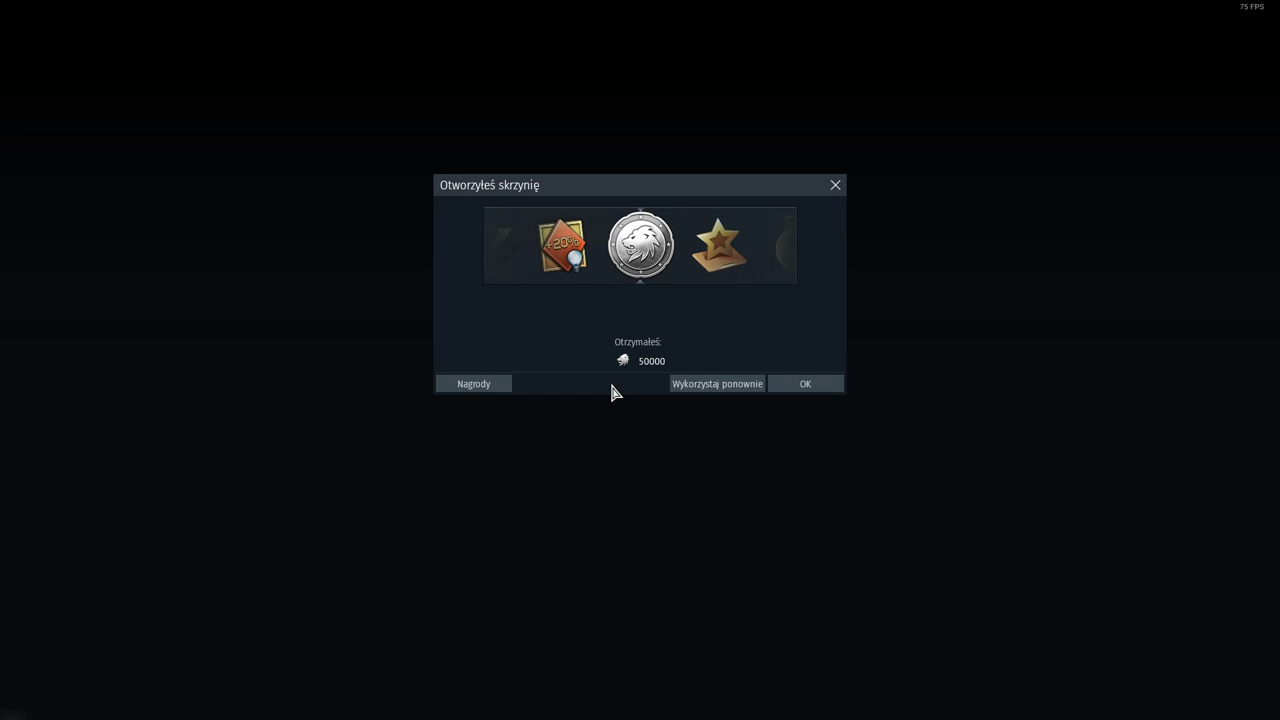 75 FPS
Otworzyłeś skrzynię
+20%
Otrzymałeś:
50000
Nagrody
Wykorzystaj ponownie
OK